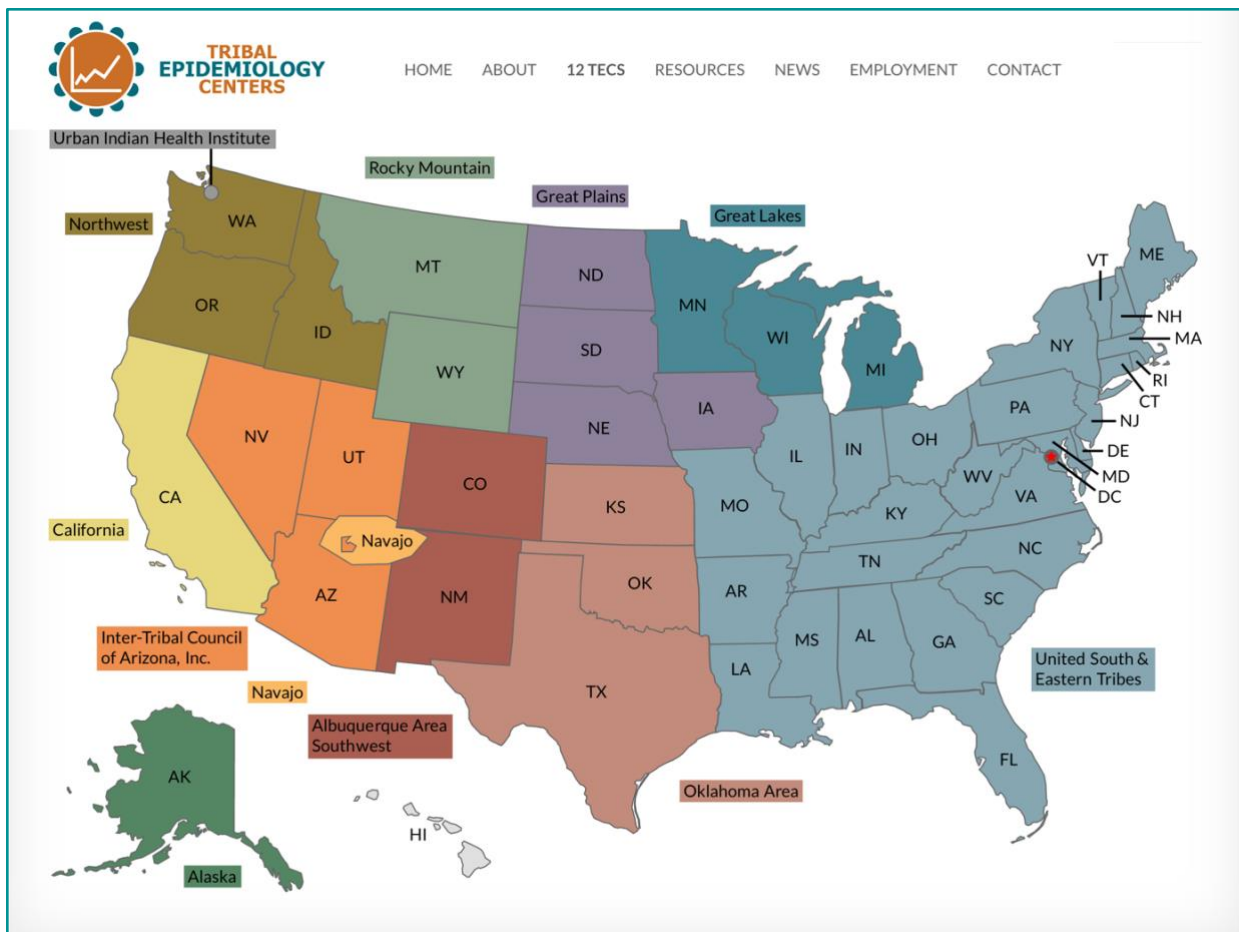 TRIBAL
EPIDEMIOLOGY
CENTERS
HOME ABOUT 12 TECS RESOURCES NEWS EMPLOYMENT CONTACT
Urban Indian Health Institute
Rocky Mountain
Great Plains
Great Lakes
Northwest
WA
MT
ND
MN
VT
ME
OR
ID
SD
WI
MI
NY
NH
MA
WY
RI
CT
IA
PA
NJ
NV
UT
NE
IL
IN
OH
DE
MD
DC
CO
WV
VA
CA
KS
MO
KY
California
Navajo
NC
TN
AZ
NM
OK
AR
SC
MS
AL
GA
Inter-Tribal Council
of Arizona, Inc.
LA
United South &
Eastern Tribes
Navajo
TX
Albuquerque Area
Southwest
FL
AK
Oklahoma Area
HI
Alaska